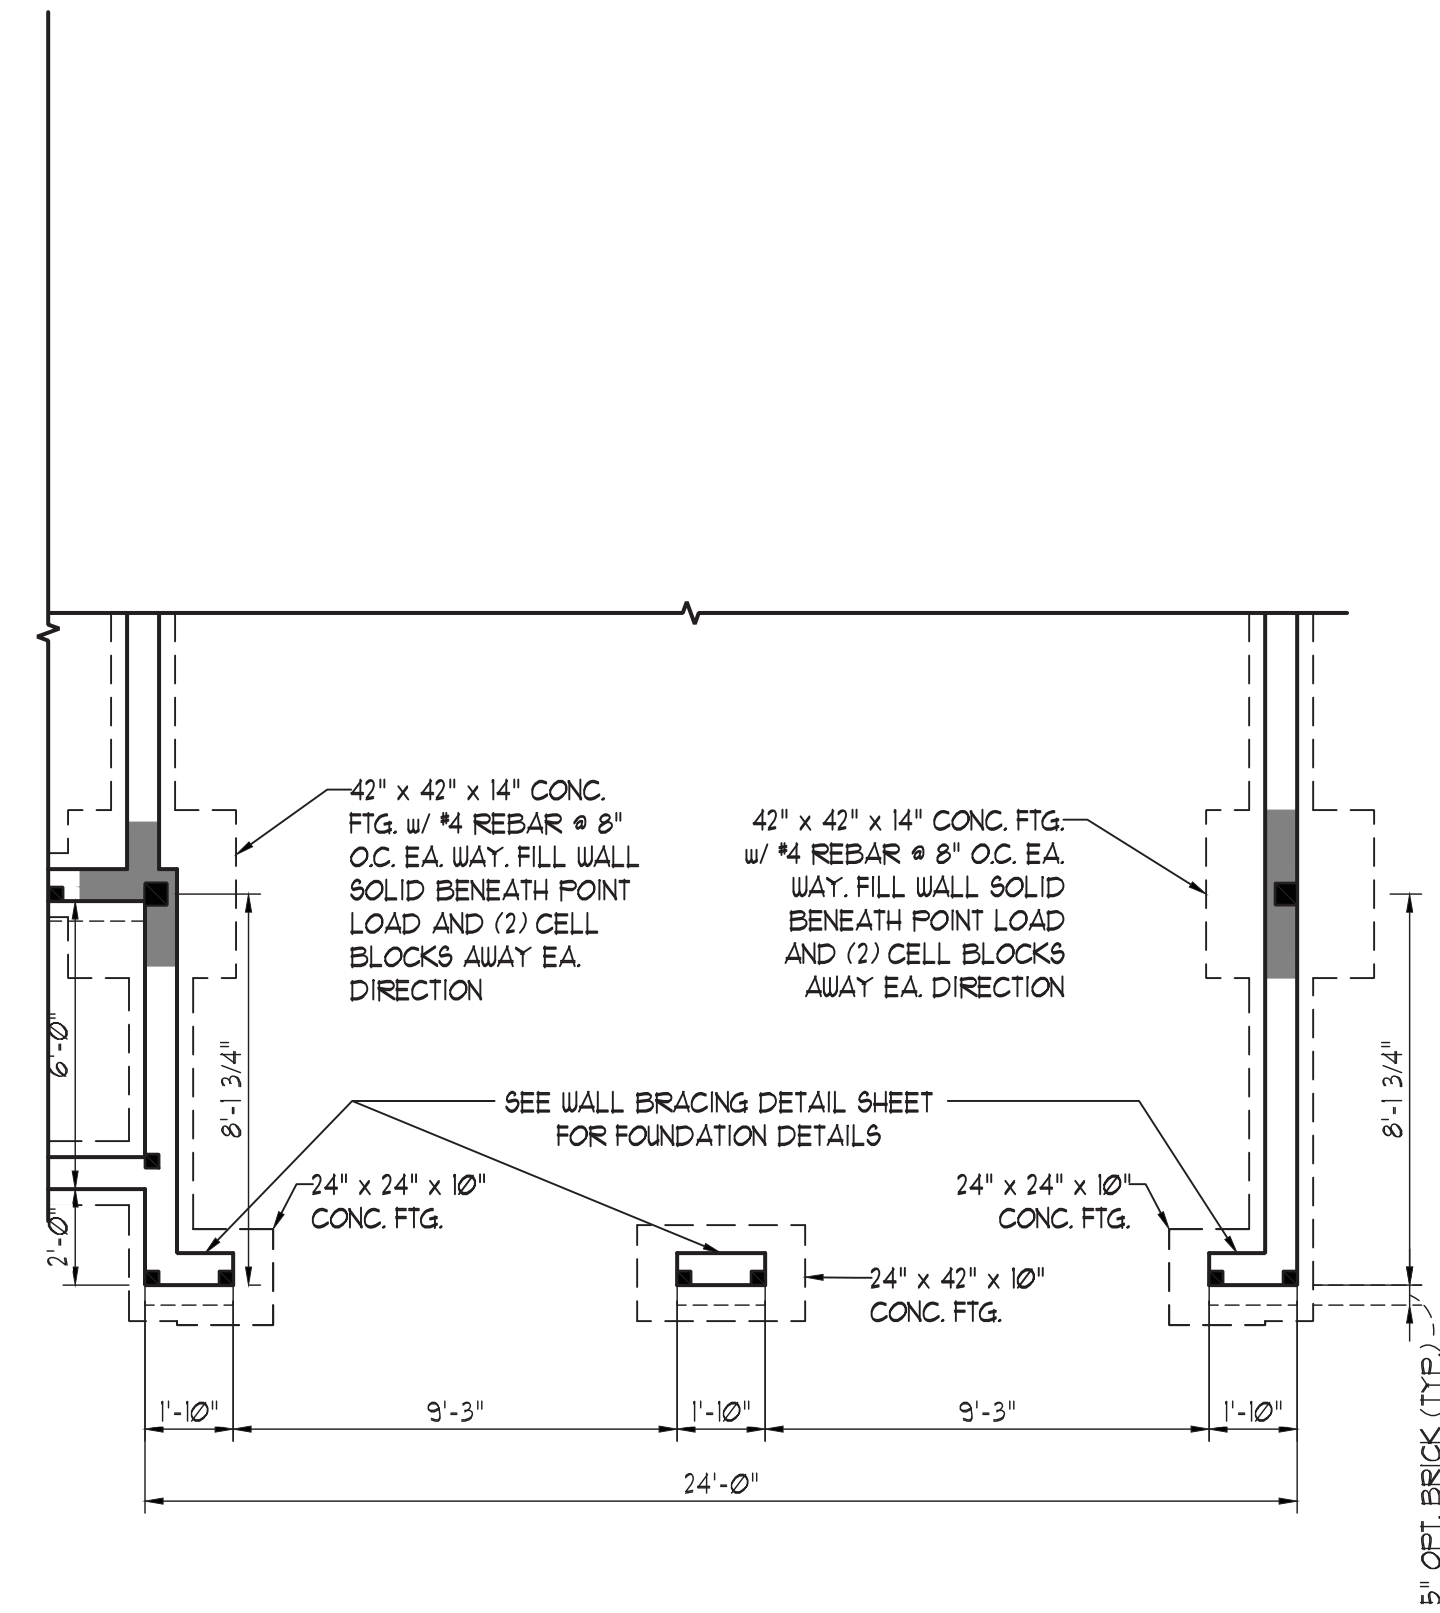 42" x 42" x 14" CONC.
FTG. w/ #4 REBAR @ 8"
O.C. EA. WAY. FILL WALL
SOLID BENEATH POINT
LOAD AND (2) CELL
BLOCKS AWAY EA.
DIRECTION
42" x 42" x 14" CONC. FTG.
w/ #4 REBAR @ 8" O.C. EA.
WAY. FILL WALL SOLID
BENEATH POINT LOAD
AND (2) CELL BLOCKS
AWAY EA. DIRECTION
6'-0"
8'-1 3/4"
8'-1 3/4"
SEE WALL BRACING DETAIL SHEET
FOR FOUNDATION DETAILS
24" x 24" x 10"
CONC. FTG.
24" x 24" x 10"
CONC. FTG.
2'-0"
24" x 42" x 10"
CONC. FTG.
5" OPT. BRICK (TYP.)
1'-10"
9'-3"
1'-10"
9'-3"
1'-10"
24'-0"